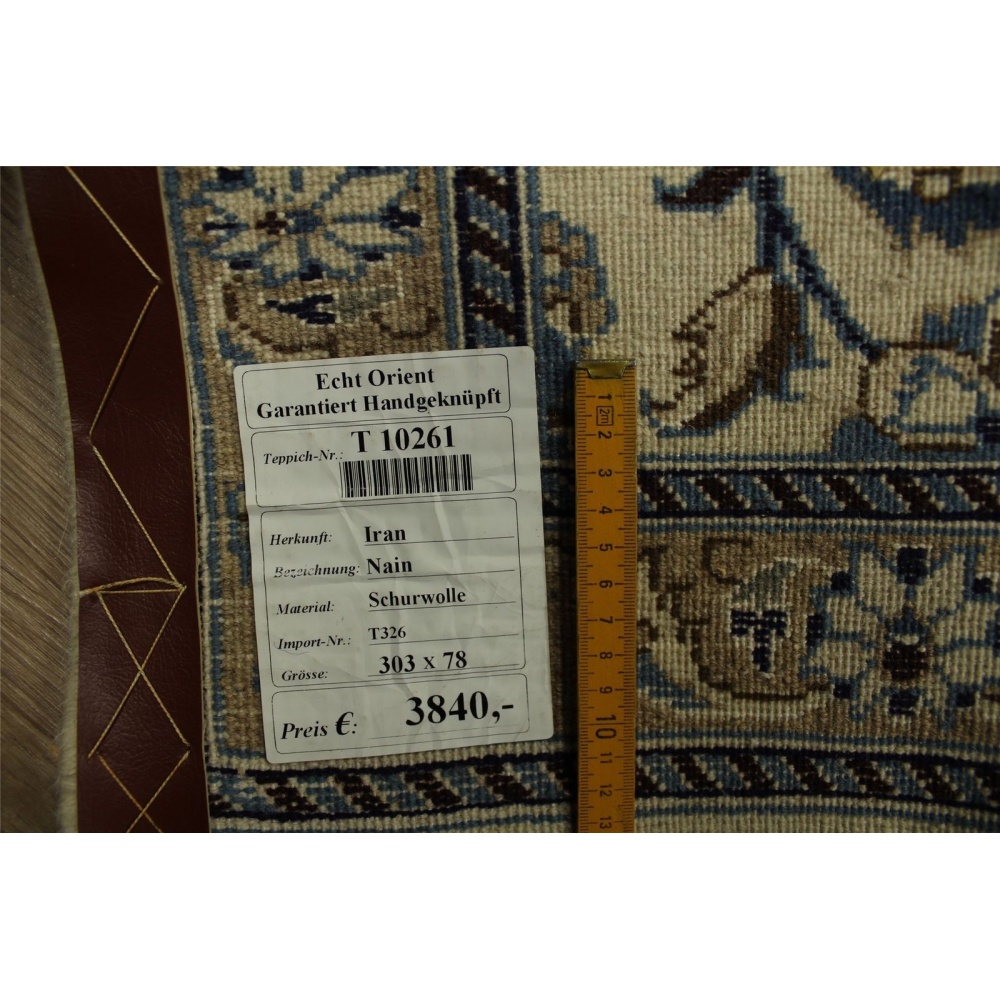 Echt Orient
Garantiert Handgeknüpft
Teppich-Nr.: T 10261
Herkunft: Iran
Bezeichnung: Nain
Material: Schurwolle
Import-Nr.: T326
Grösse: 303 x 78
Preis €: 3840,-
1
2m
2
3
4
5
6
7
8
9
10
11
12
13